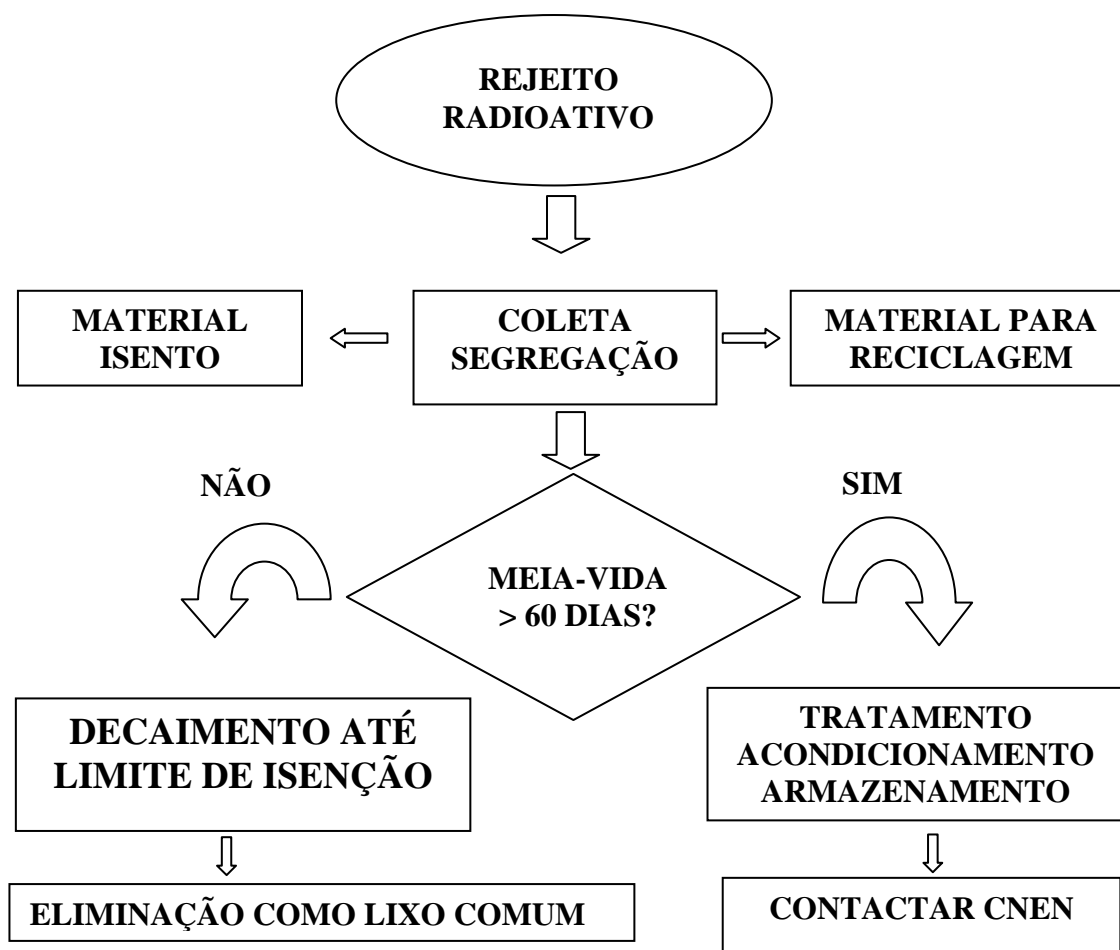 REJEITO
RADIOATIVO
MATERIAL
ISENTO
COLETA
SEGREGAÇÃO
MATERIAL PARA
RECICLAGEM
NÃO
SIM
MEIA-VIDA
> 60 DIAS?
DECAIMENTO ATÉ
LIMITE DE ISENÇÃO
TRATAMENTO
ACONDICIONAMENTO
ARMAZENAMENTO
ELIMINAÇÃO COMO LIXO COMUM
CONTACTAR CNEN